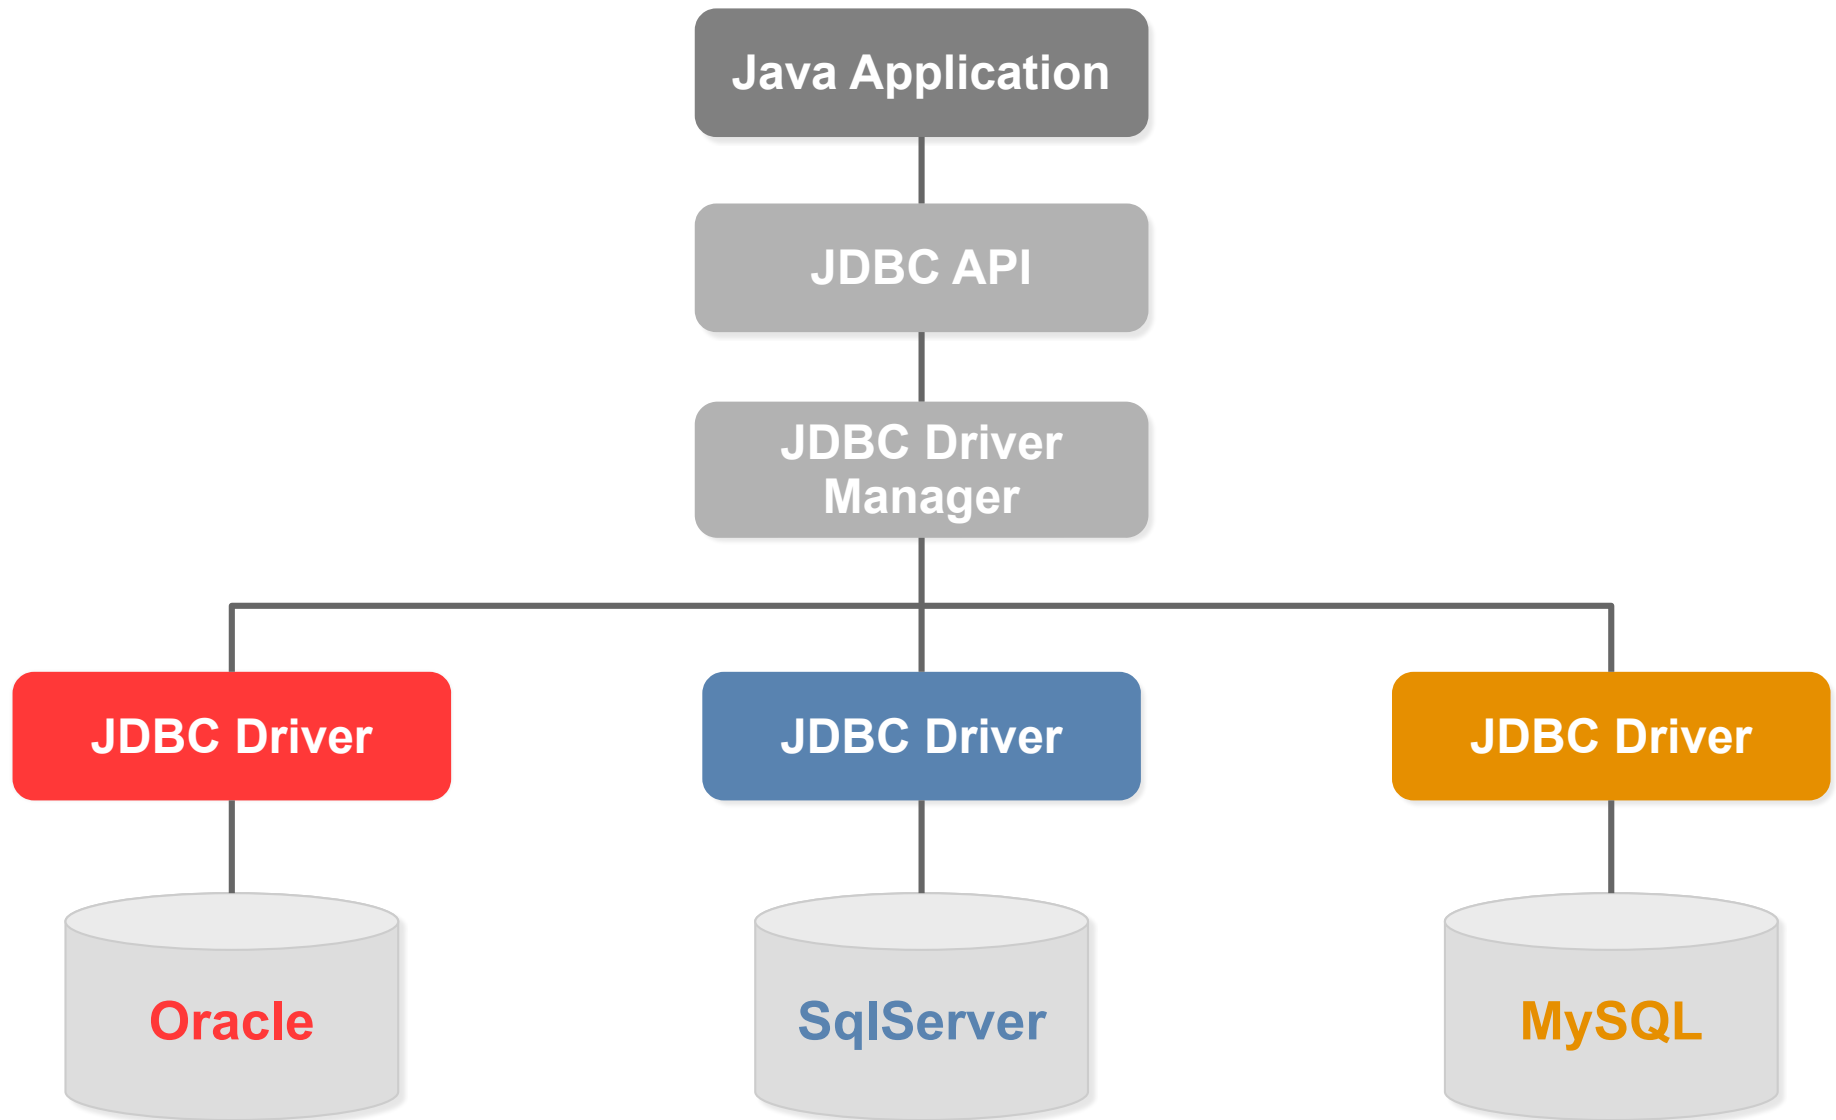 Java Application
JDBC API
JDBC Driver
Manager
JDBC Driver
JDBC Driver
JDBC Driver
Oracle
SqlServer
MySQL